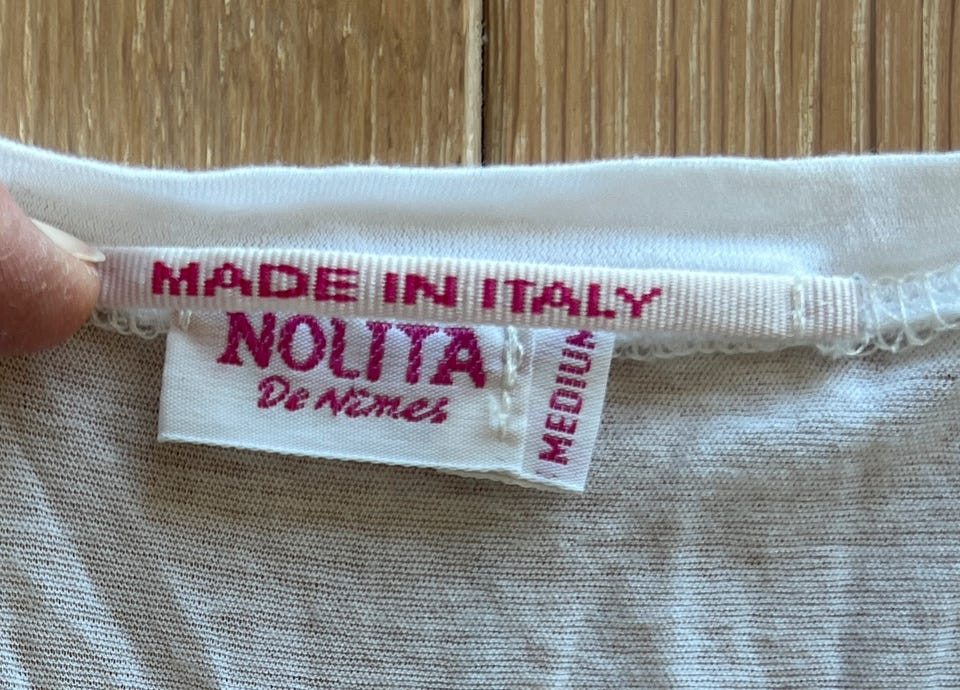 MADE IN ITALY
NOLITA
De Nimes
MEDIUM